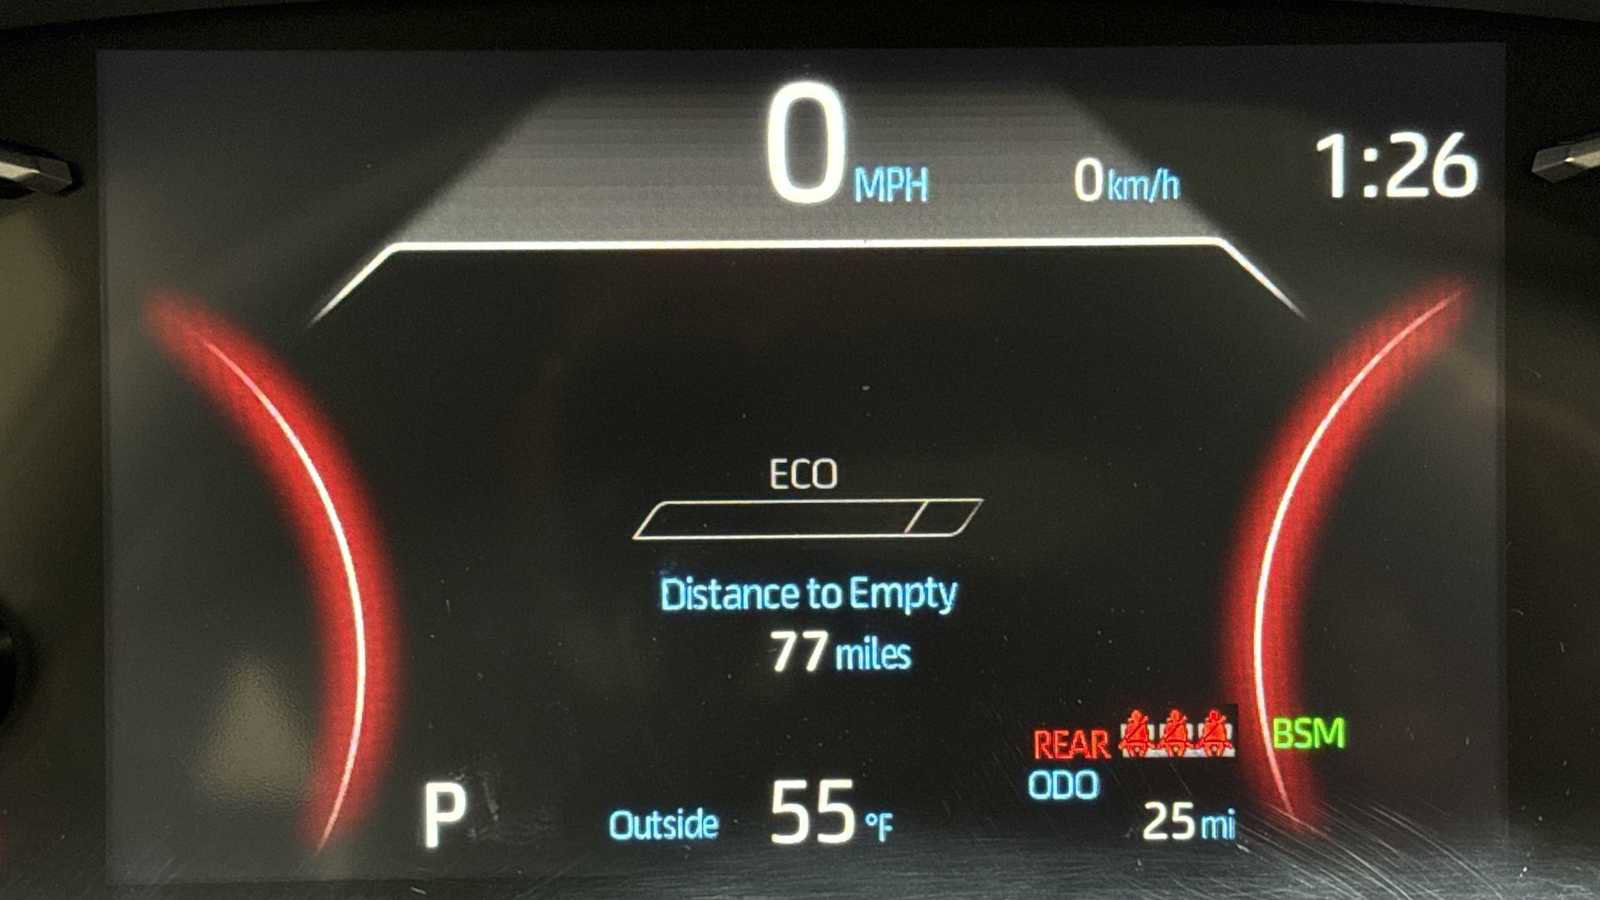 0 MPH
0 km/h
1:26
ECO
Distance to Empty
77 miles
REAR
BSM
ODO
P
Outside 55 °F
25 mi